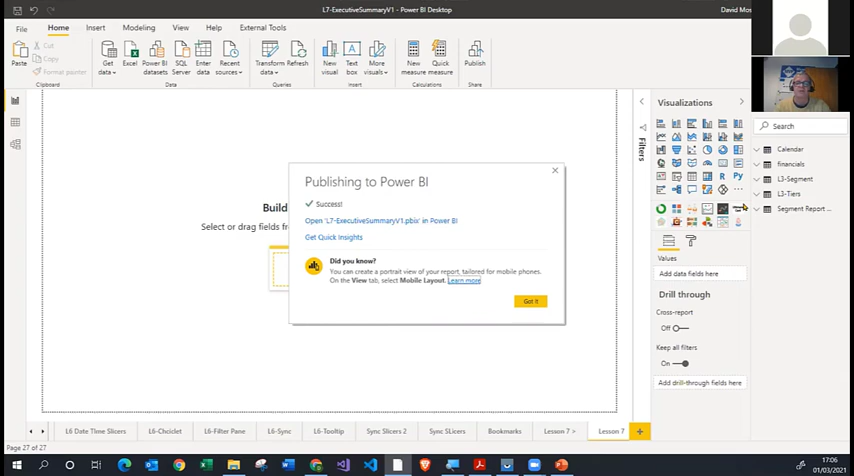 L7-ExecutiveSummaryV1 - Power BI Desktop
David Mos
File
Home
Insert
Modeling
View
Help
External Tools
Paste
Cut
Copy
Format painter
Clipboard
Get data
Excel
Power BI datasets
SQL Server
Enter data
Recent sources
Data
Transform data
Refresh
Queries
New visual
Text box
More visuals
Insert
New measure
Quick measure
Calculations
Publish
Share
Filters
Visualizations
Search
Calendar
financials
L3-Segment
L3-Tiers
Segment Report ...
Build
Select or drag fields fr
Publishing to Power BI
Success!
Open 'L7-ExecutiveSummaryV1.pbix' in Power BI
Get Quick Insights
Did you know?
You can create a portrait view of your report, tailored for mobile phones.
On the View tab, select Mobile Layout. Learn more
Got it
R
Py
Values
Add data fields here
Drill through
Cross-report
Off
Keep all filters
On
Add drill-through fields here
L6 Date Time Slicers
L6-Chiclet
L6-Filter Pane
L6-Sync
L6-Tooltip
Sync Slicers 2
Sync SLicers
Bookmarks
Lesson 7 >
Lesson 7
Page 27 of 27
17:06
01/03/2021